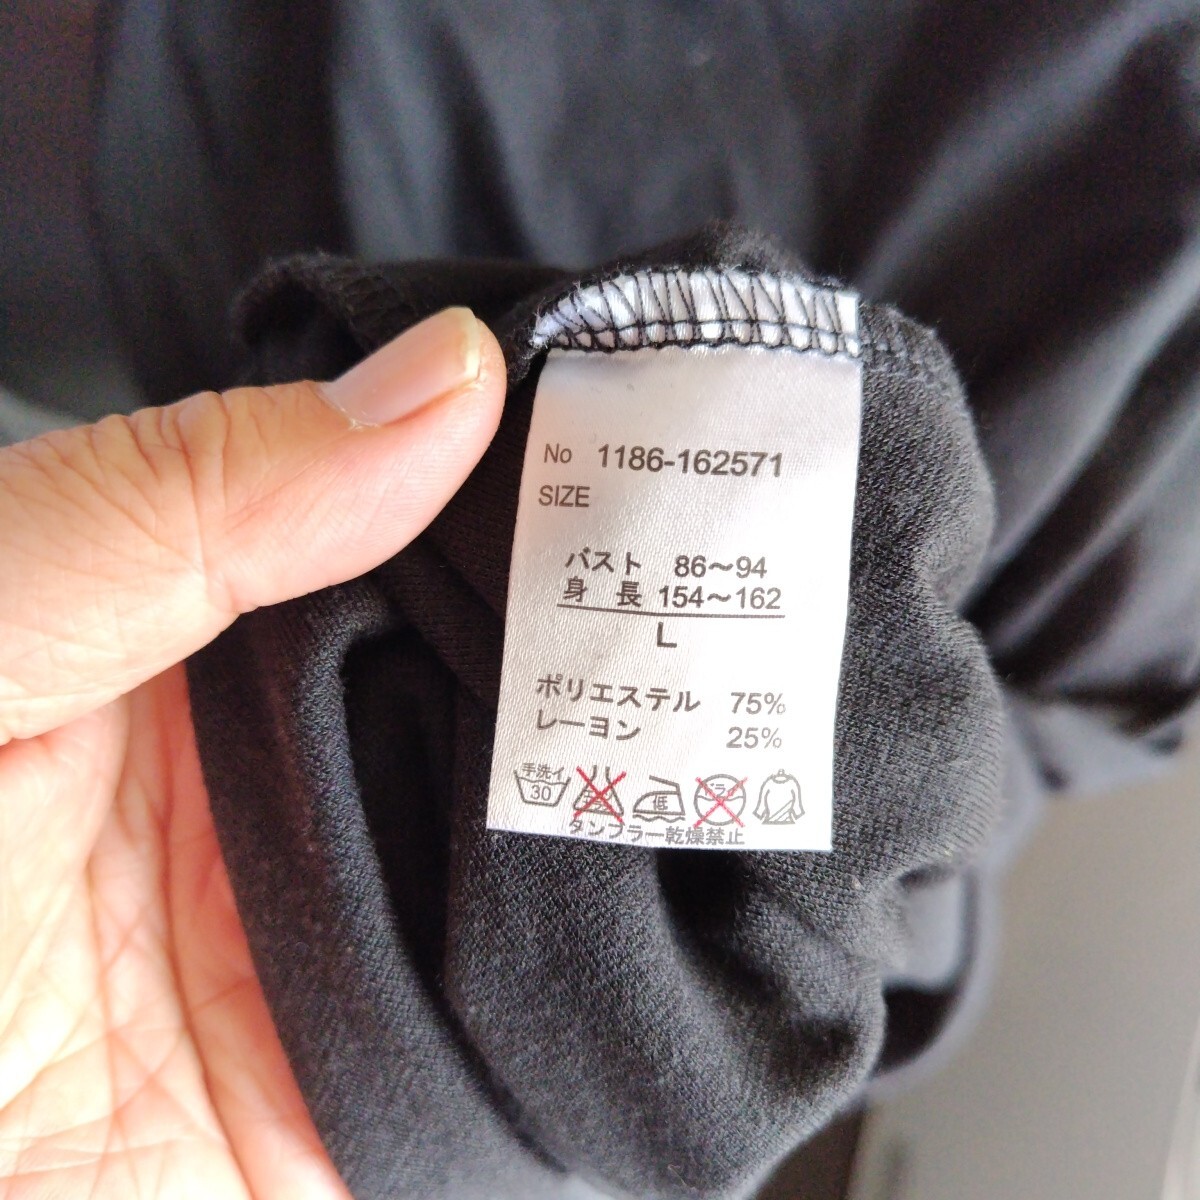 No 1186-162571
SIZE
バスト 86〜94
身 長 154〜162
L
ポリエステル 75%
レーヨン 25%
手洗イ 30
低
タンブラー乾燥禁止